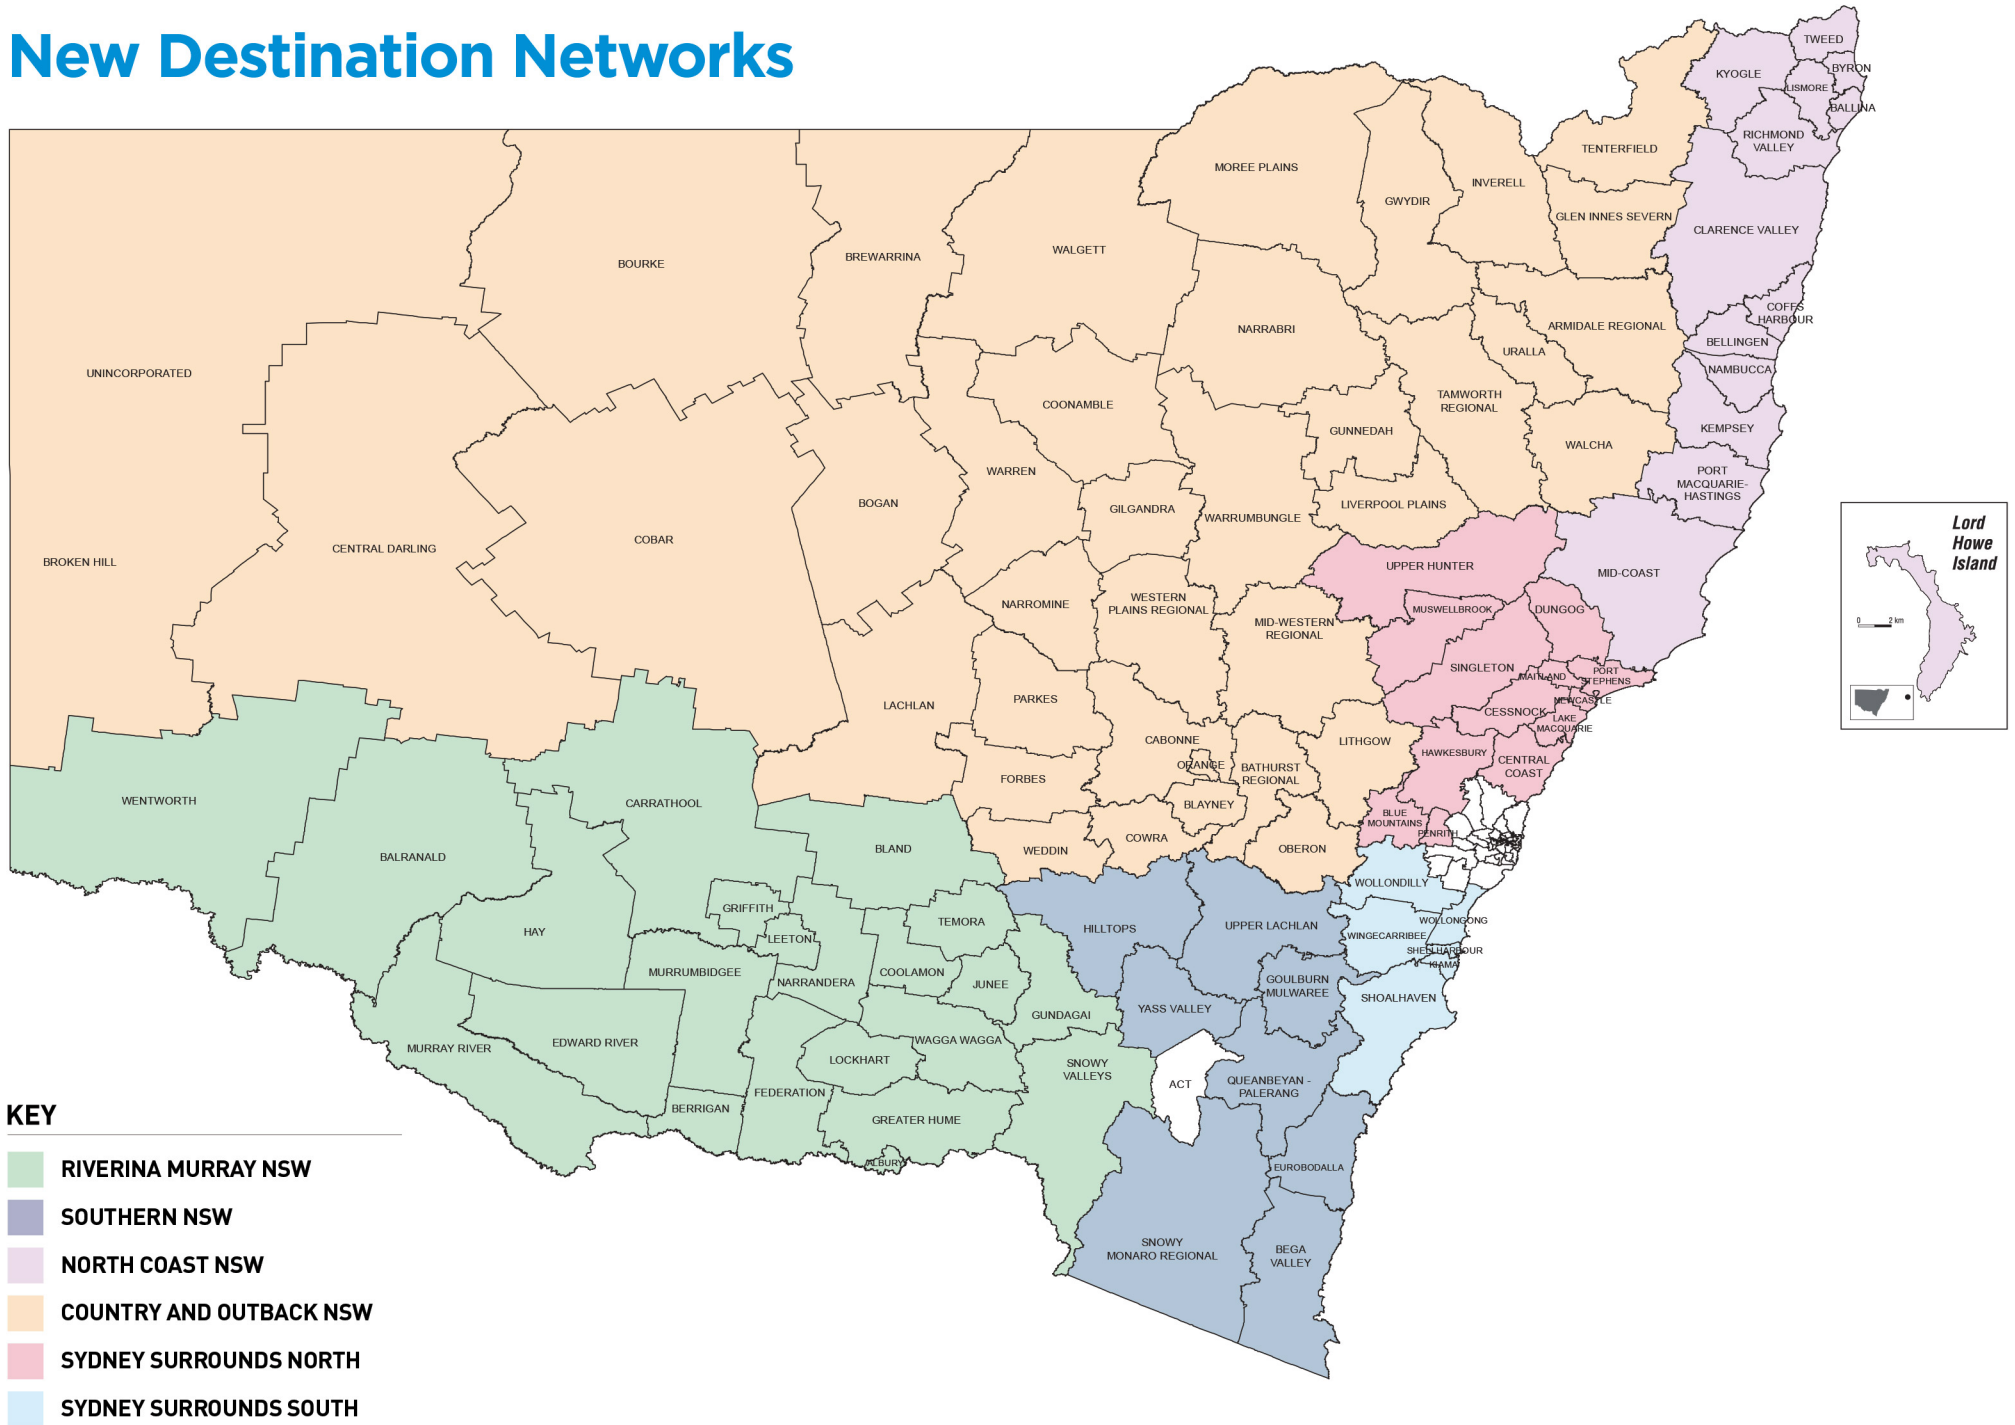 New Destination Networks
TWEED
KYOGLE
BYRON
LISMORE
BALLINA
RICHMOND
VALLEY
TENTERFIELD
MOREE PLAINS
INVERELL
GWYDIR
GLEN INNES SEVERN
CLARENCE VALLEY
WALGETT
BREWARRINA
BOURKE
COFFS
HARBOUR
NARRABRI
ARMIDALE REGIONAL
BELLINGEN
URALLA
NAMBUCCA
UNINCORPORATED
TAMWORTH
REGIONAL
COONAMBLE
KEMPSEY
GUNNEDAH
WALCHA
WARREN
PORT
MACQUARIE-
HASTINGS
BOGAN
GILGANDRA
LIVERPOOL PLAINS
WARRUMBUNGLE
Lord
Howe
Island
0
2 km
COBAR
CENTRAL DARLING
BROKEN HILL
UPPER HUNTER
MID-COAST
NARROMINE
WESTERN
PLAINS REGIONAL
MUSWELLBROOK
DUNGOG
MID-WESTERN
REGIONAL
SINGLETON
MAITLAND
PORT
STEPHENS
PARKES
LACHLAN
NEWCASTLE
CESSNOCK
LAKE
MACQUARIE
CABONNE
LITHGOW
HAWKESBURY
CENTRAL
COAST
ORANGE
BATHURST
REGIONAL
FORBES
WENTWORTH
CARRATHOOL
BLAYNEY
BLUE
MOUNTAINS
PENRITH
COWRA
BLAND
WEDDIN
OBERON
BALRANALD
WOLLONDILLY
GRIFFITH
TEMORA
HILLTOPS
UPPER LACHLAN
WOLLONGONG
HAY
LEETON
WINGECARRIBEE
SHELLHARBOUR
KIAMA
MURRUMBIDGEE
COOLAMON
NARRANDERA
JUNEE
GOULBURN
MULWAREE
SHOALHAVEN
YASS VALLEY
GUNDAGAI
EDWARD RIVER
WAGGA WAGGA
MURRAY RIVER
LOCKHART
SNOWY
VALLEYS
ACT
QUEANBEYAN -
PALERANG
FEDERATION
BERRIGAN
GREATER HUME
ALBURY
EUROBODALLA
SNOWY
MONARO REGIONAL
BEGA
VALLEY
KEY
RIVERINA MURRAY NSW
SOUTHERN NSW
NORTH COAST NSW
COUNTRY AND OUTBACK NSW
SYDNEY SURROUNDS NORTH
SYDNEY SURROUNDS SOUTH